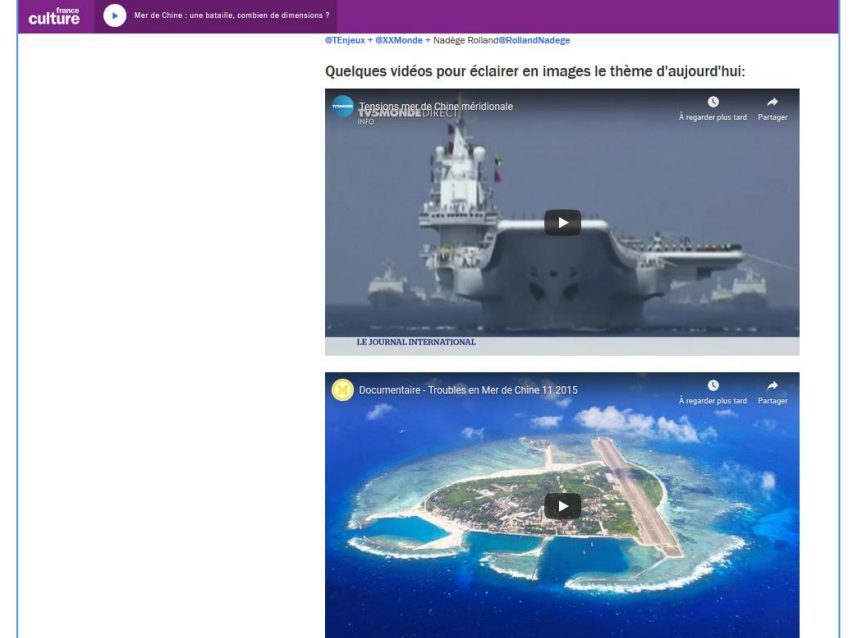 france
culture
Mer de Chine : une bataille, combien de dimensions ?
@TEnjeux + @XXMonde + Nadège Rolland@RollandNadege
Quelques vidéos pour éclairer en images le thème d'aujourd'hui:
Tensions mer de Chine méridionale
TV5MONDE DIRECT
INFO
À regarder plus tard
Partager
LE JOURNAL INTERNATIONAL
M
Documentaire - Troubles en Mer de Chine 11.2015
À regarder plus tard
Partager